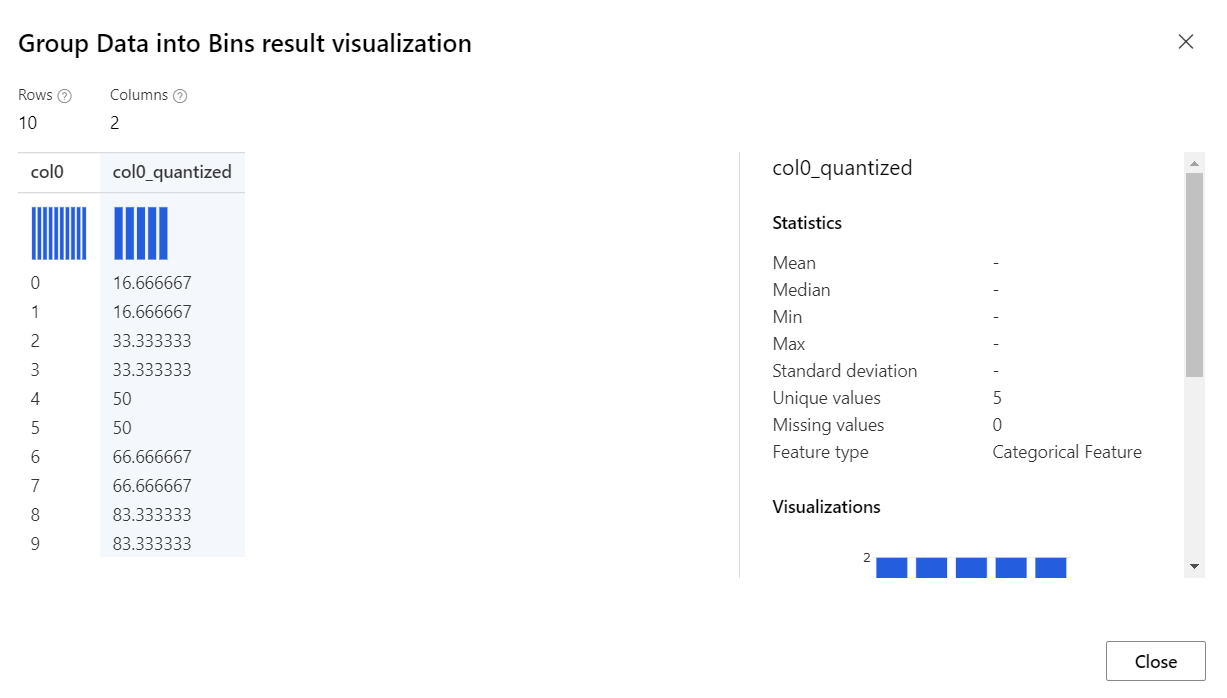 Group Data into Bins result visualization
Rows ? Columns ?
10 2
col0 col0_quantized
0 16.666667
1 16.666667
2 33.333333
3 33.333333
4 50
5 50
6 66.666667
7 66.666667
8 83.333333
9 83.333333
col0_quantized
Statistics
Mean -
Median -
Min -
Max -
Standard deviation -
Unique values 5
Missing values 0
Feature type Categorical Feature
Visualizations
2
Close